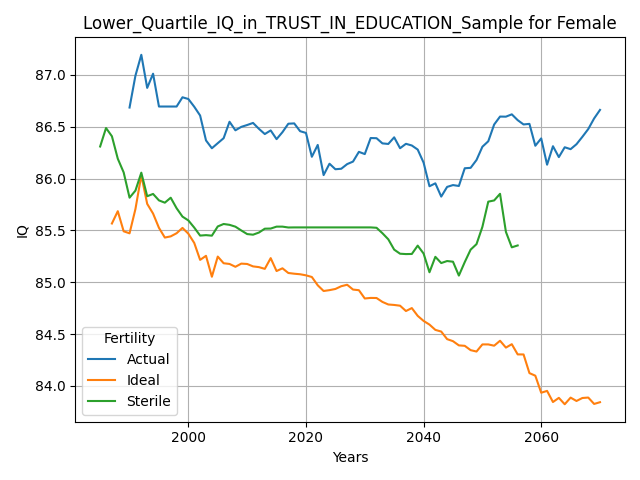 Lower_Quartile_IQ_in_TRUST_IN_EDUCATION_Sample for Female
87.0
86.5
86.0
85.5
85.0
84.5
84.0
IQ
Fertility
Actual
Ideal
Sterile
2000
2020
2040
2060
Years